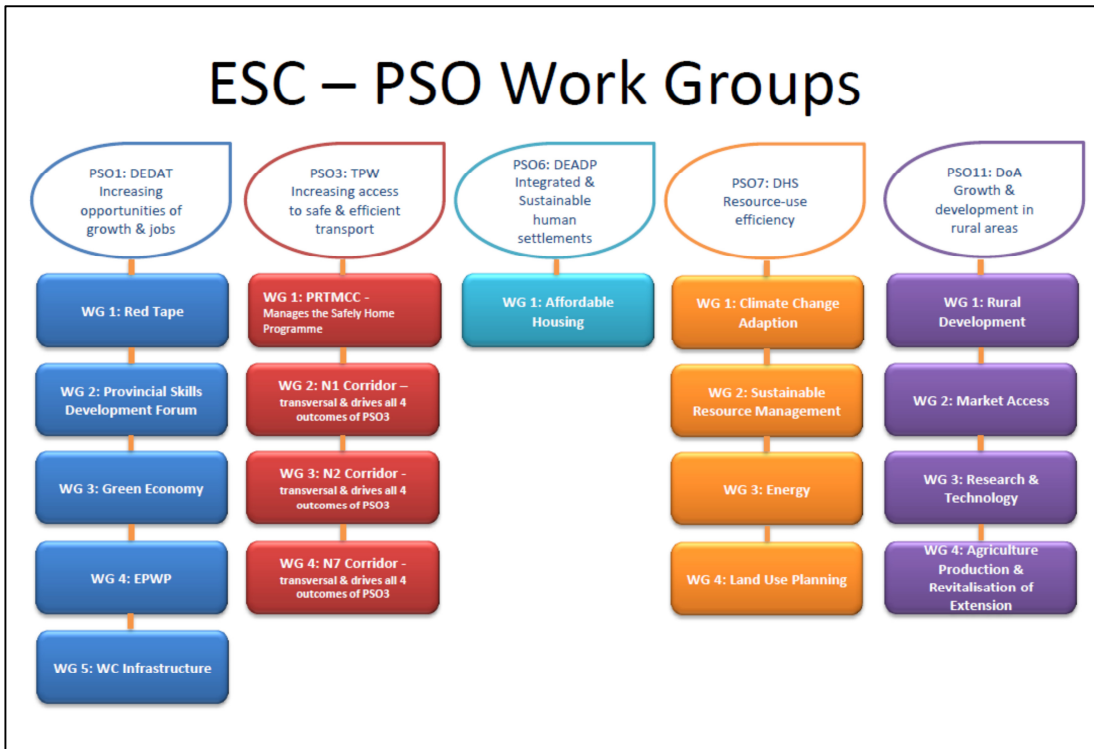 ESC – PSO Work Groups
PSO1: DEDAT
Increasing
opportunities of
growth & jobs
WG 1: Red Tape
WG 2: Provincial Skills
Development Forum
WG 3: Green Economy
WG 4: EPWP
WG 5: WC Infrastructure
PSO3: TPW
Increasing access
to safe & efficient
transport
WG 1: PRTMCC -
Manages the Safely Home
Programme
WG 2: N1 Corridor –
transversal & drives all 4
outcomes of PSO3
WG 3: N2 Corridor -
transversal & drives all 4
outcomes of PSO3
WG 4: N7 Corridor -
transversal & drives all 4
outcomes of PSO3
PSO6: DEADP
Integrated &
Sustainable
human
settlements
WG 1: Affordable
Housing
PSO7: DHS
Resource-use
efficiency
WG 1: Climate Change
Adaption
WG 2: Sustainable
Resource Management
WG 3: Energy
WG 4: Land Use Planning
PSO11: DoA
Growth &
development in
rural areas
WG 1: Rural
Development
WG 2: Market Access
WG 3: Research &
Technology
WG 4: Agriculture
Production &
Revitalisation of
Extension